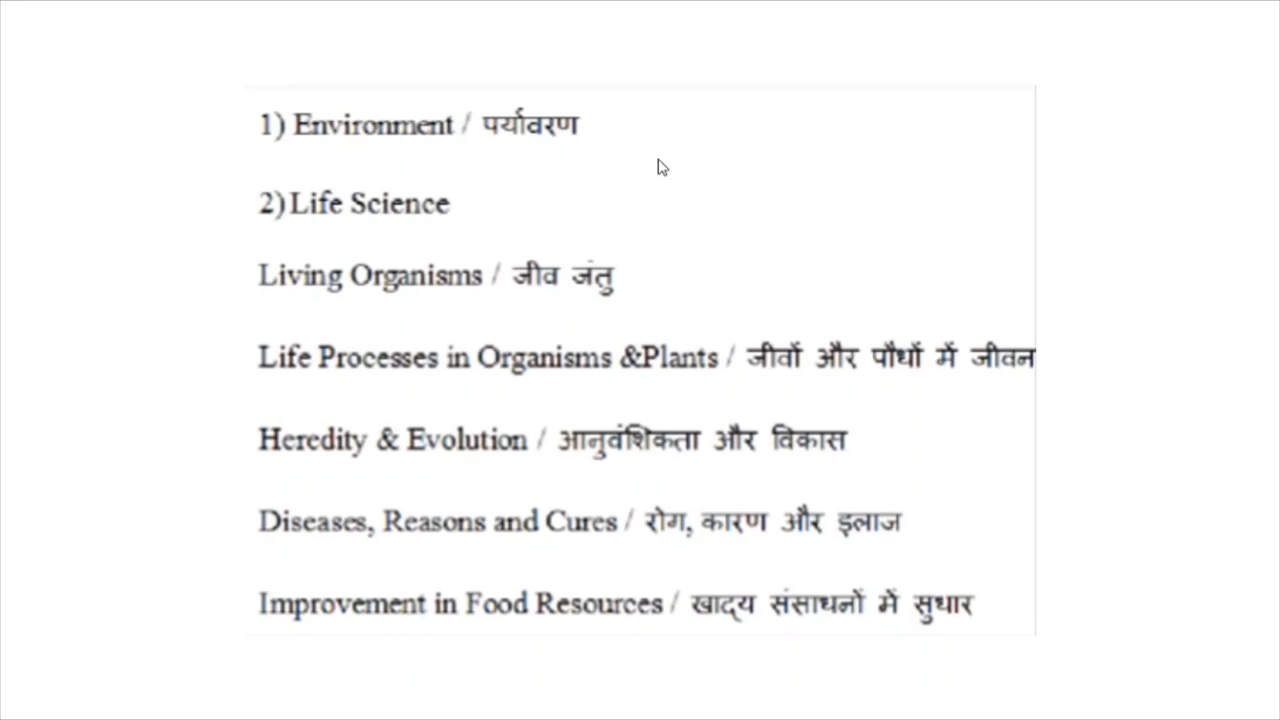 1) Environment / पर्यावरण
2) Life Science
Living Organisms / जीव जंतु
Life Processes in Organisms &Plants / जीवों और पौधों में जीवन
Heredity & Evolution / आनुवंशिकता और विकास
Diseases, Reasons and Cures / रोग, कारण और इलाज
Improvement in Food Resources / खाद्य संसाधनों में सुधार